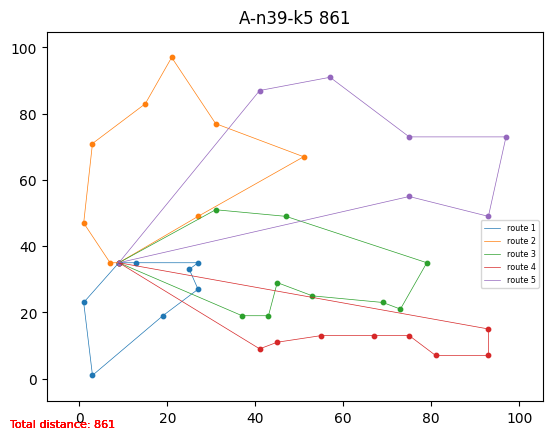 A-n39-k5 861
100
80
60
40
20
0
route 1
route 2
route 3
route 4
route 5
0 20 40 60 80 100
Total distance: 861